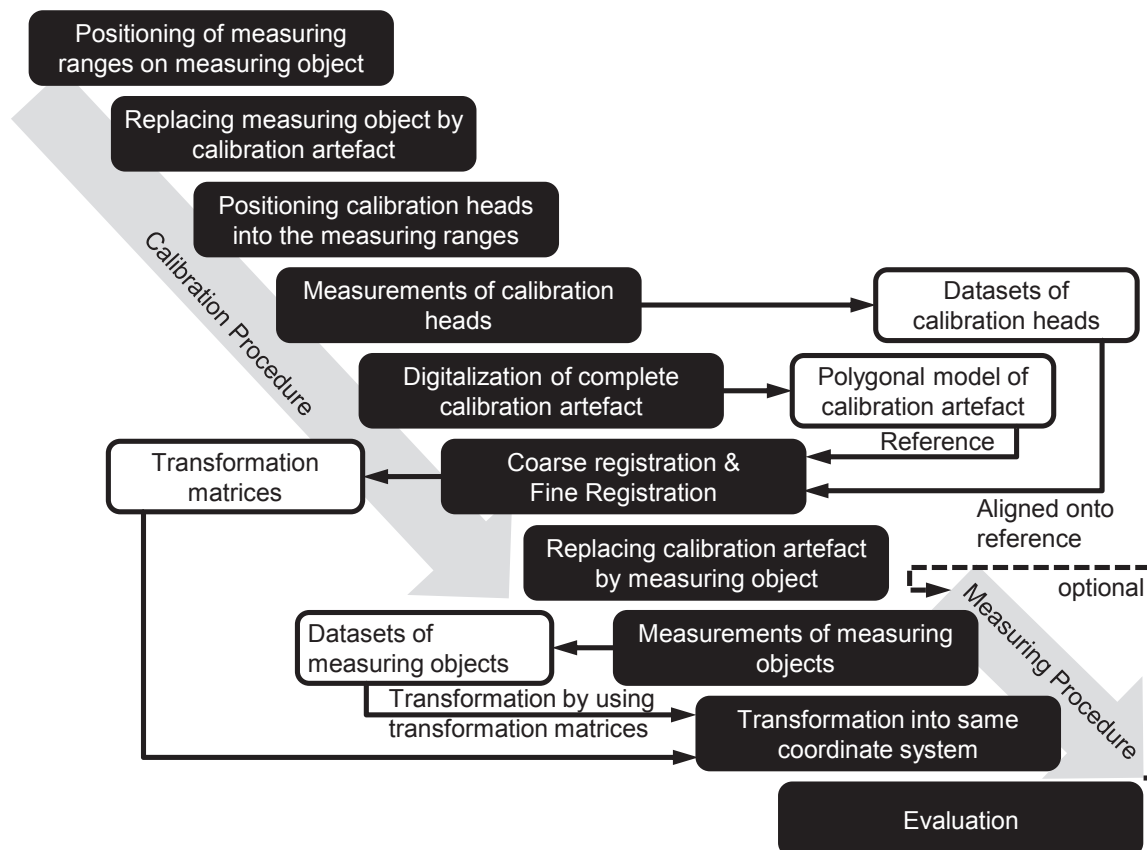 Positioning of measuring
ranges on measuring object
Replacing measuring object by
calibration artefact
Positioning calibration heads
into the measuring ranges
Calibration Procedure
Measurements of calibration
heads
Datasets of
calibration heads
Digitalization of complete
calibration artefact
Polygonal model of
calibration artefact
Reference
Transformation
matrices
Coarse registration &
Fine Registration
Aligned onto
reference
Replacing calibration artefact
by measuring object
optional
Measuring Procedure
Datasets of
measuring objects
Measurements of measuring
objects
Transformation by using
transformation matrices
Transformation into same
coordinate system
Evaluation